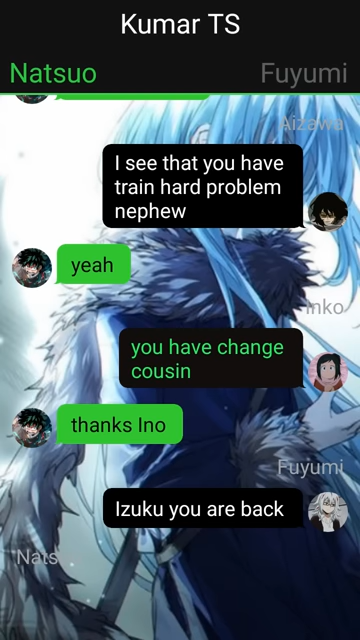 Kumar TS
Natsuo Fuyumi
Aizawa
I see that you have
train hard problem
nephew
yeah
Inko
you have change
cousin
thanks Ino
Fuyumi
Izuku you are back
Nats